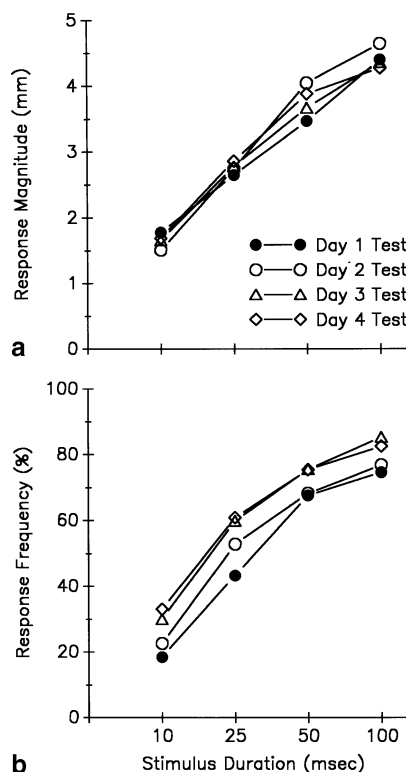 5
4
3
2
1
0
Response Magnitude (mm)
Day 1 Test
Day 2 Test
Day 3 Test
Day 4 Test
a
100
80
60
40
20
0
Response Frequency (%)
10 25 50 100
Stimulus Duration (msec)
b